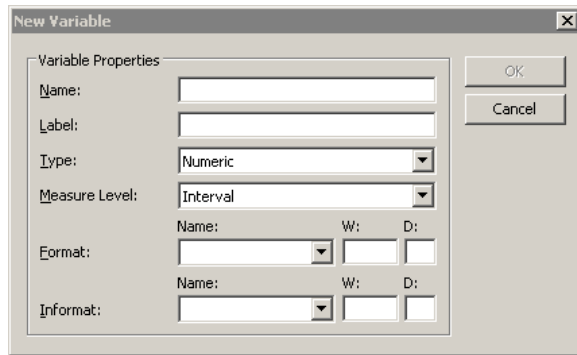 New Variable
Variable Properties
OK
Name:
Cancel
Label:
Type: Numeric
Measure Level: Interval
Name: W: D:
Format:
Name: W: D:
Informat: